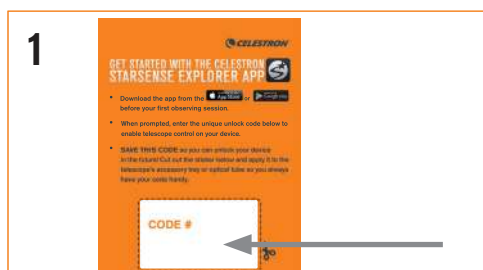 1
CELESTRON
GET STARTED WITH THE CELESTRON
STARSENSE EXPLORER APP
• Download the app from the App Store or Google play
before your first observing session.
• When prompted, enter the unique unlock code below to
enable telescope control on your device.
• SAVE THIS CODE so you can unlock your device
in the future! Cut out the sticker below and apply it to the
telescope's accessory tray or optical tube so you always
have your code handy.
CODE #